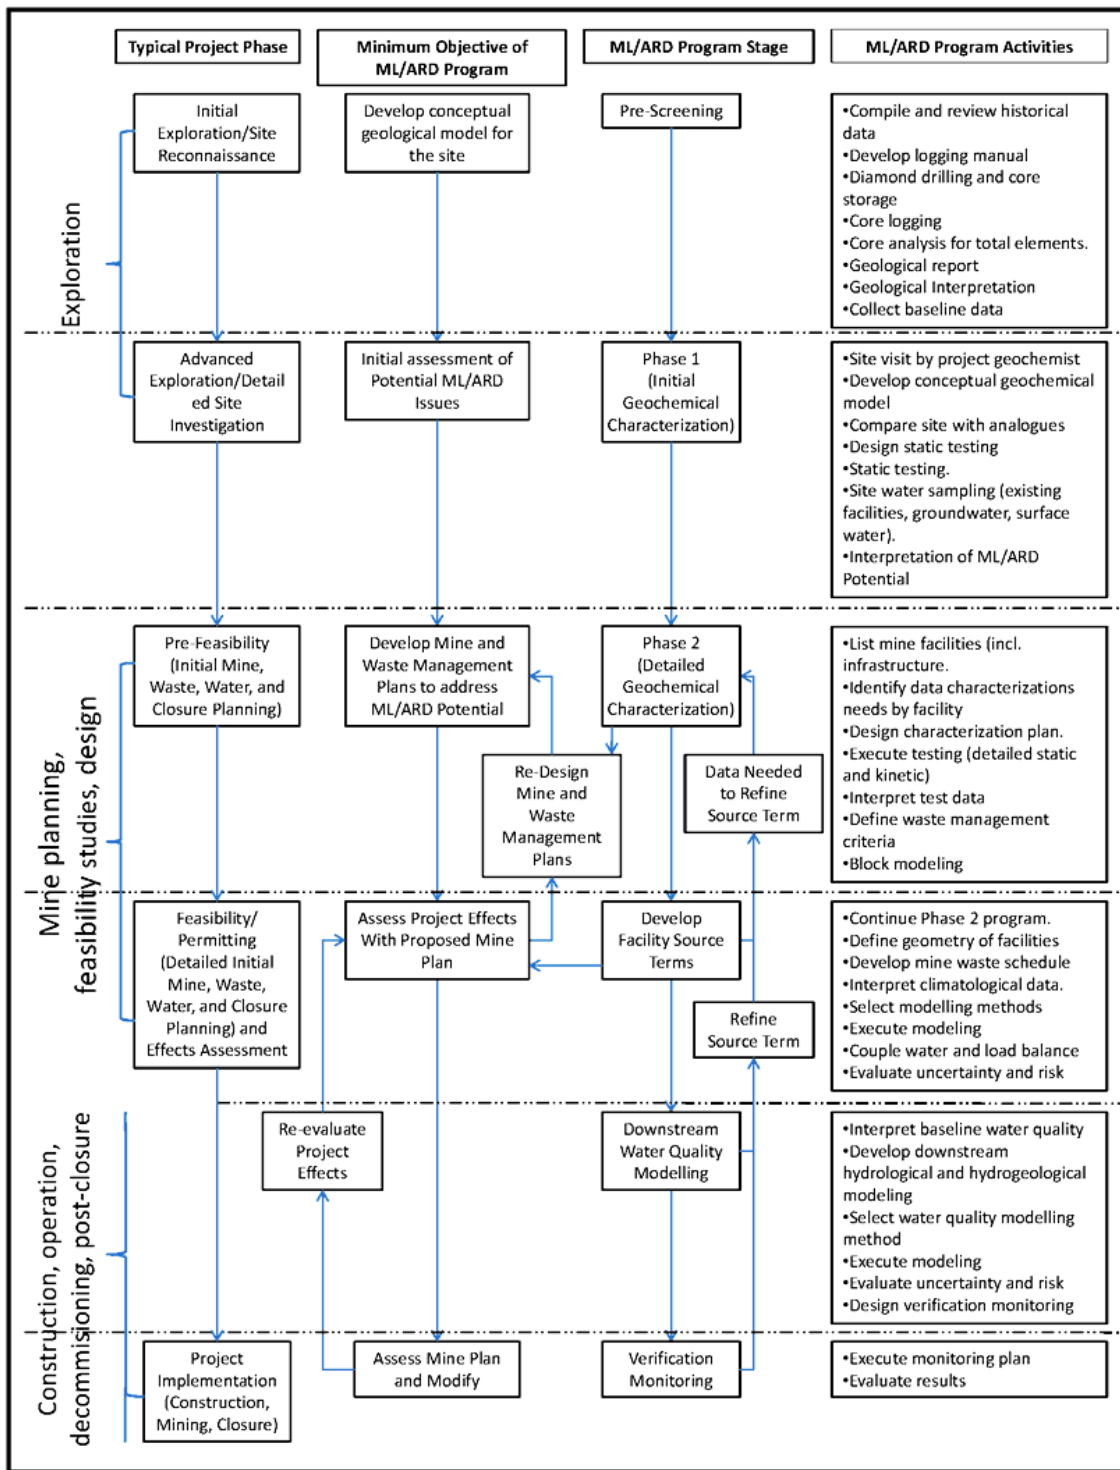 Typical Project Phase
Minimum Objective of
ML/ARD Program
ML/ARD Program Stage
ML/ARD Program Activities
Exploration
Initial
Exploration/Site
Reconnaissance
Develop conceptual
geological model for
the site
Pre-Screening
•Compile and review historical
data
•Develop logging manual
•Diamond drilling and core
storage
•Core logging
•Core analysis for total elements.
•Geological report
•Geological Interpretation
•Collect baseline data
Advanced
Exploration/Detail
ed Site
Investigation
Initial assessment of
Potential ML/ARD
Issues
Phase 1
(Initial
Geochemical
Characterization)
•Site visit by project geochemist
•Develop conceptual geochemical
model
•Compare site with analogues
•Design static testing
•Static testing.
•Site water sampling (existing
facilities, groundwater, surface
water).
•Interpretation of ML/ARD
Potential
Mine planning,
feasibility studies, design
Pre-Feasibility
(Initial Mine,
Waste, Water, and
Closure Planning)
Develop Mine and
Waste Management
Plans to address
ML/ARD Potential
Phase 2
(Detailed
Geochemical
Characterization)
Re-Design
Mine and
Waste
Management
Plans
Data Needed
to Refine
Source Term
•List mine facilities (incl.
infrastructure.
•Identify data characterizations
needs by facility
•Design characterization plan.
•Execute testing (detailed static
and kinetic)
•Interpret test data
•Define waste management
criteria
•Block modeling
Feasibility/
Permitting
(Detailed Initial
Mine, Waste,
Water, and Closure
Planning) and
Effects Assessment
Assess Project Effects
With Proposed Mine
Plan
Develop
Facility Source
Terms
Refine
Source Term
•Continue Phase 2 program.
•Define geometry of facilities
•Develop mine waste schedule
•Interpret climatological data.
•Select modelling methods
•Execute modeling
•Couple water and load balance
•Evaluate uncertainty and risk
Construction, operation,
decommisioning, post-closure
Re-evaluate
Project
Effects
Downstream
Water Quality
Modelling
•Interpret baseline water quality
•Develop downstream
hydrological and hydrogeological
modeling
•Select water quality modelling
method
•Execute modeling
•Evaluate uncertainty and risk
•Design verification monitoring
Project
Implementation
(Construction,
Mining, Closure)
Assess Mine Plan
and Modify
Verification
Monitoring
•Execute monitoring plan
•Evaluate results